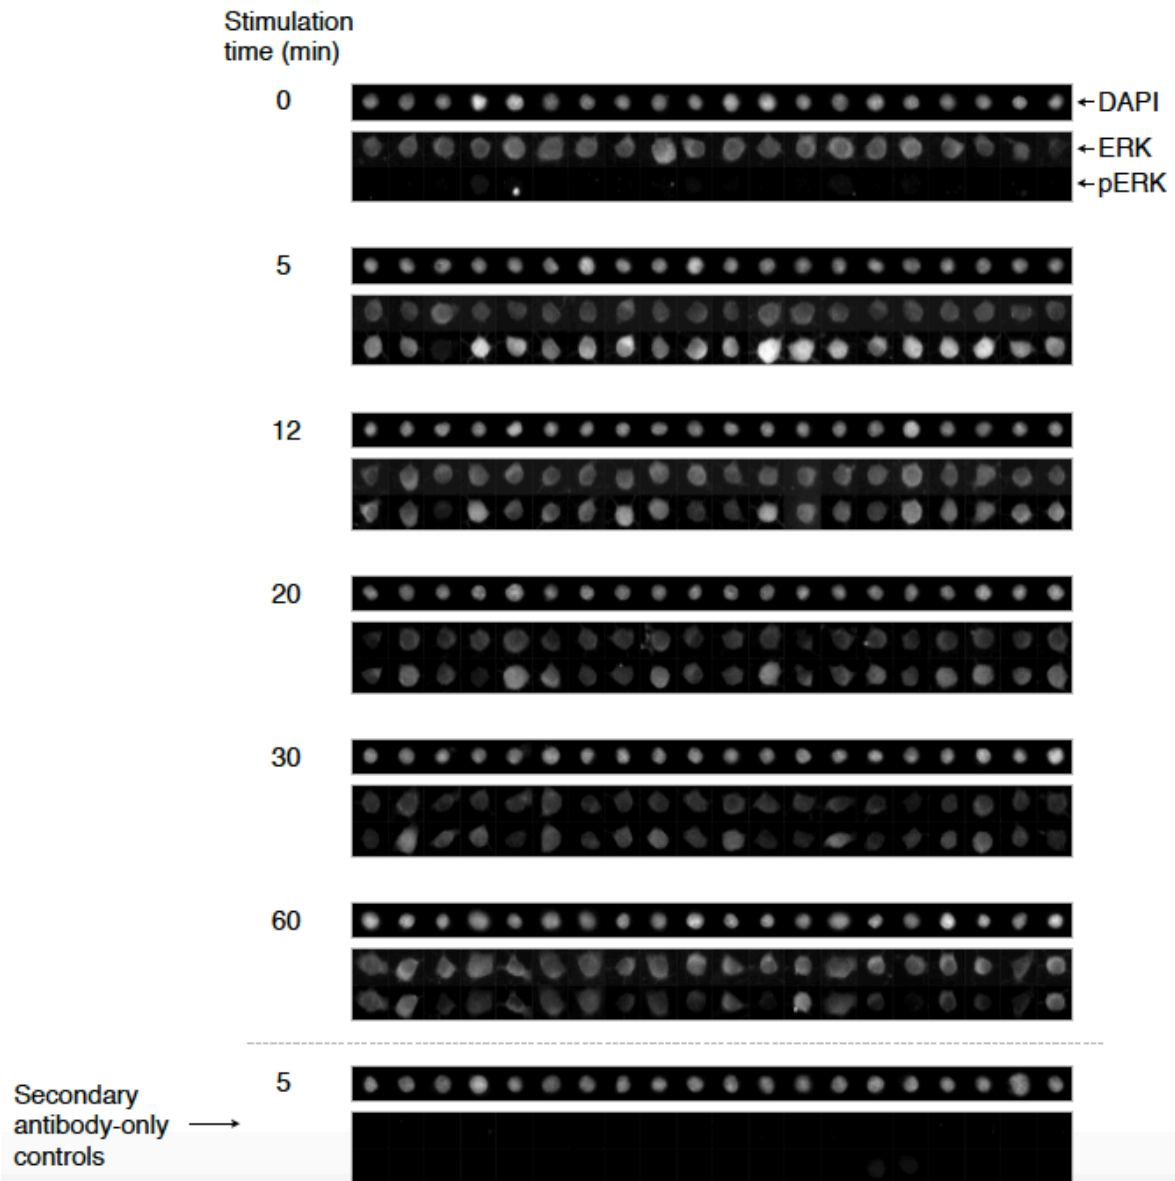 Stimulation
time (min)
0
←DAPI
←ERK
←pERK
5
12
20
30
60
5
Secondary
antibody-only
controls